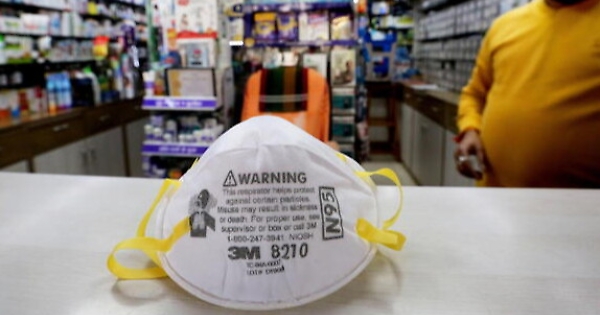 WARNING
This respirator helps protect
against certain particles.
Misuse may result in sickness
or death. For proper use, see
supervisor or box or call 3M
1-800-247-3941 NIOSH
N95
3M 8210